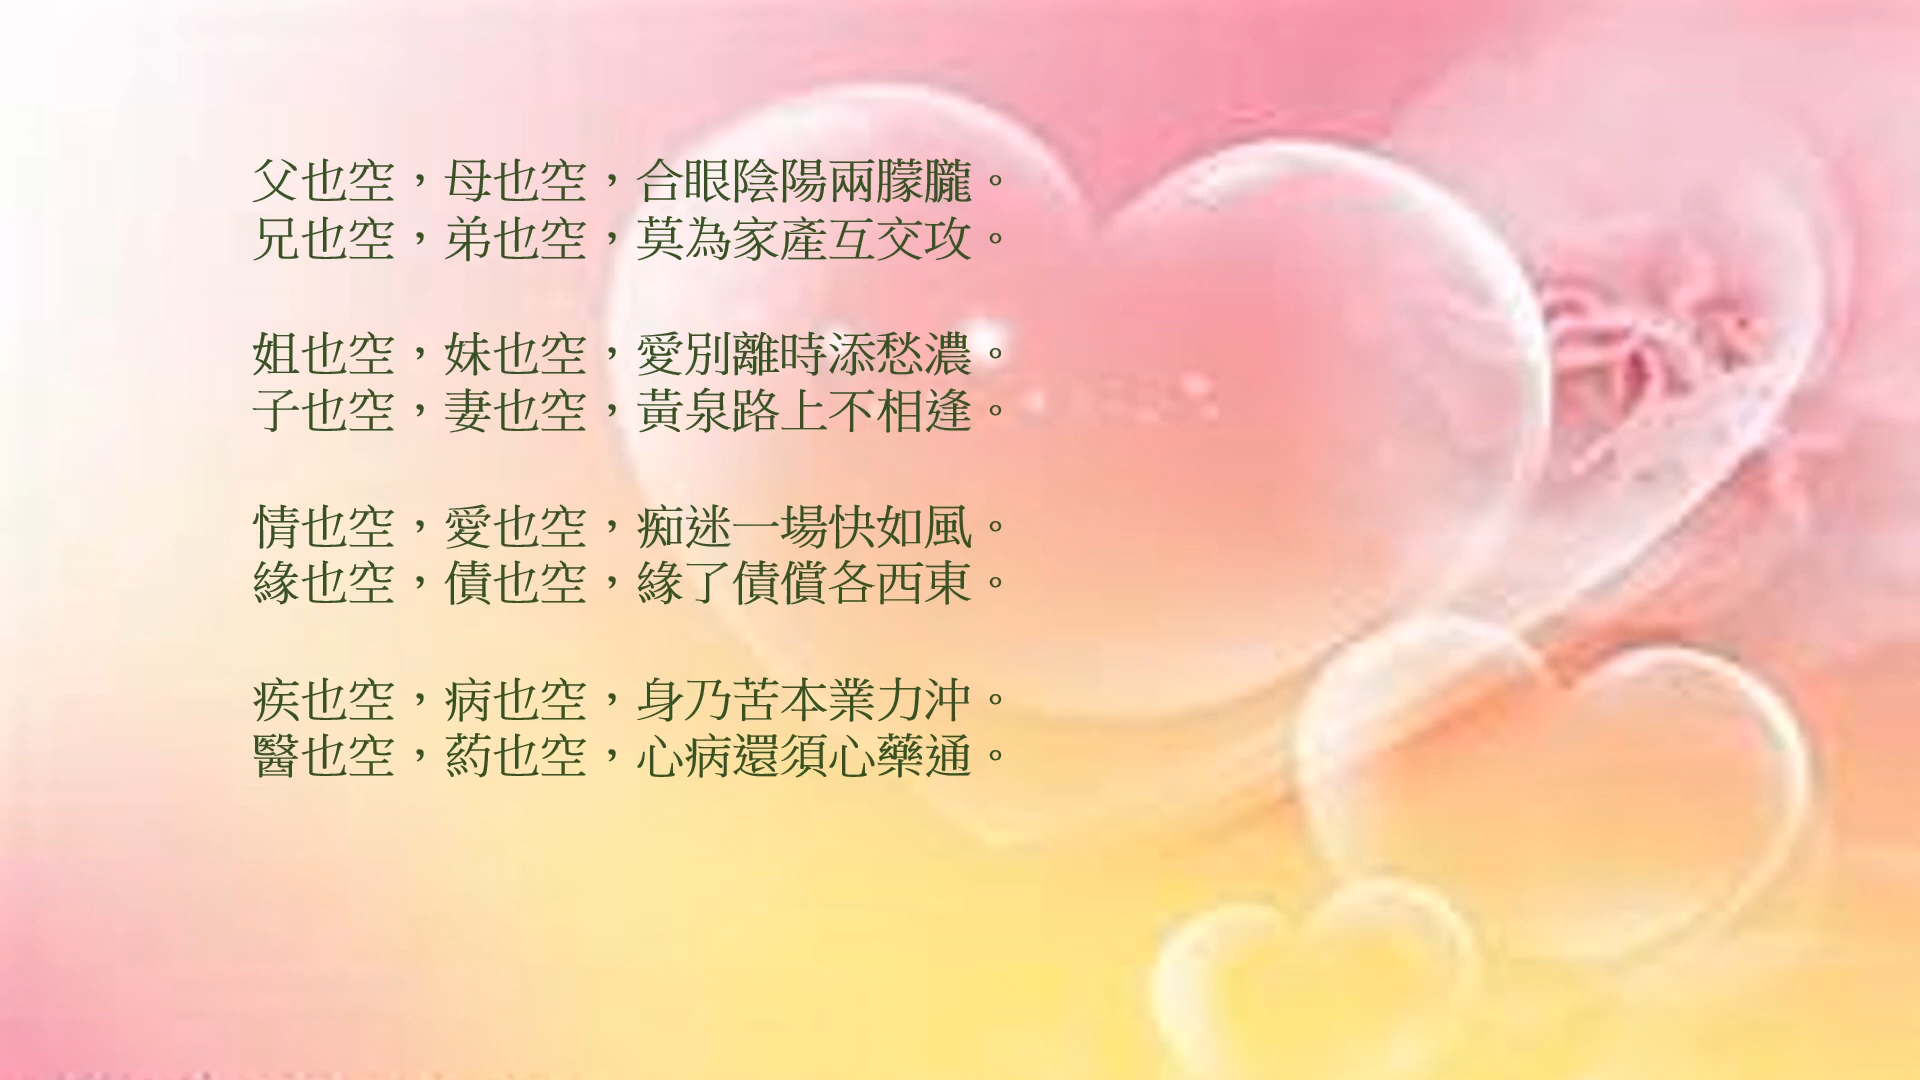 父也空，母也空，合眼陰陽兩朦朧。
兄也空，弟也空，莫為家產互交攻。
姐也空，妹也空，愛別離時添愁濃。
子也空，妻也空，黃泉路上不相逢。
情也空，愛也空，痴迷一場快如風。
緣也空，債也空，緣了債償各西東。
疾也空，病也空，身乃苦本業力沖。
醫也空，葯也空，心病還須心藥通。